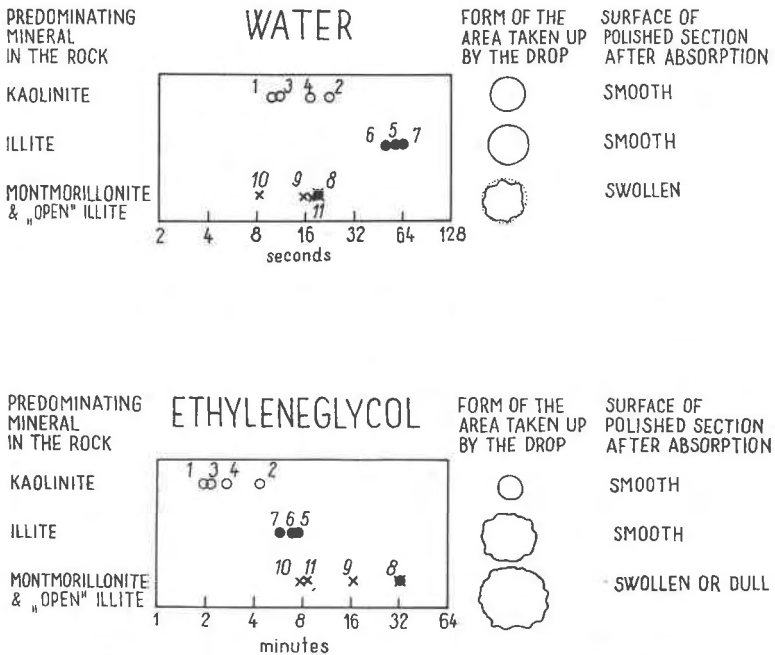 PREDOMINATING
MINERAL
IN THE ROCK
WATER
FORM OF THE
AREA TAKEN UP
BY THE DROP
SURFACE OF
POLISHED SECTION
AFTER ABSORPTION
KAOLINITE
1 3 4 2
SMOOTH
ILLITE
6 5 7
SMOOTH
MONTMORILLONITE
& „OPEN" ILLITE
10 9 8
11
SWOLLEN
2 4 8 16 32 64 128
seconds
PREDOMINATING
MINERAL
IN THE ROCK
ETHYLENEGLYCOL
FORM OF THE
AREA TAKEN UP
BY THE DROP
SURFACE OF
POLISHED SECTION
AFTER ABSORPTION
KAOLINITE
1 3 4 2
SMOOTH
ILLITE
7 6 5
SMOOTH
MONTMORILLONITE
& „OPEN" ILLITE
10 11 9 8
SWOLLEN OR DULL
1 2 4 8 16 32 64
minutes